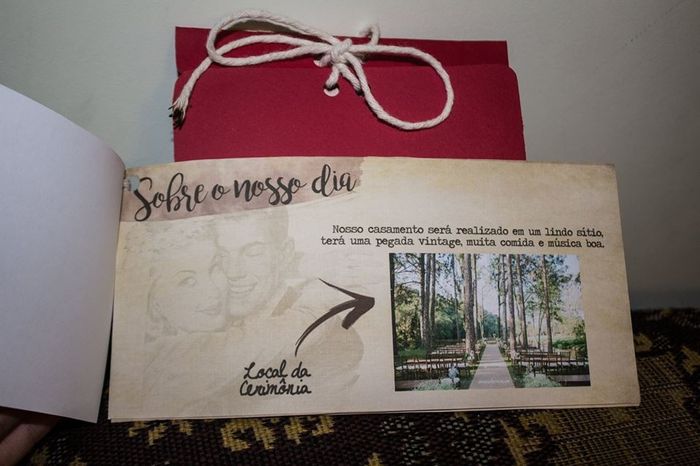 Sobre o nosso dia
Nosso casamento será realizado em um lindo sítio,
terá uma pegada vintage, muita comida e música boa.
Local da
Cerimônia